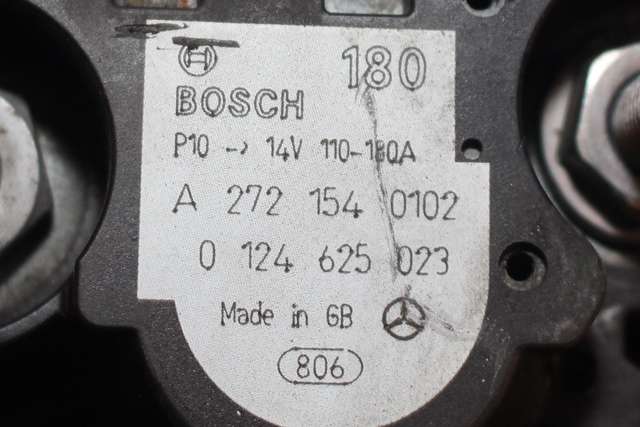 180
BOSCH
P10 -> 14V 110-180A
A 272 154 0102
0 124 625 023
Made in GB
806